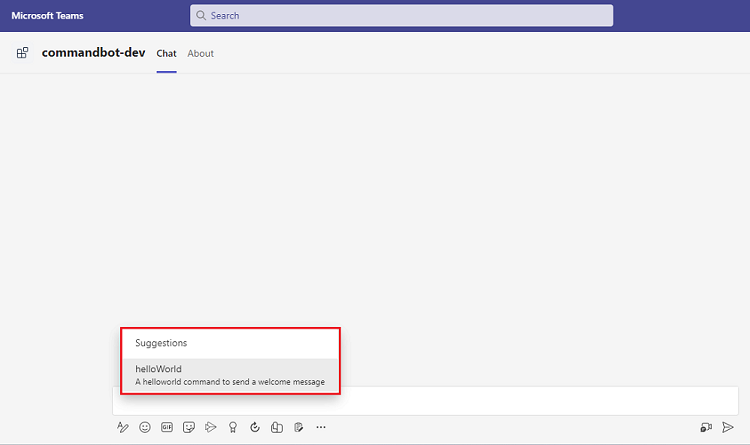 Microsoft Teams
Search
commandbot-dev
Chat
About
Suggestions
helloWorld
A helloworld command to send a welcome message
GIF